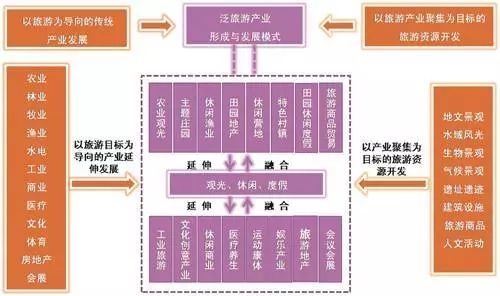 以旅游为导向的传统
产业发展
泛旅游产业
形成与发展模式
以旅游产业聚集为目标的
旅游资源开发
农业
林业
牧业
渔业
水电
工业
商业
医疗
文化
体育
房地产
会展
以旅游目标为
导向的产业延
伸发展
农业观光
主题庄园
休闲渔业
田园地产
休闲营地
特色村镇
田园休闲度假
旅游商品贸易
延伸
融合
观光、休闲、度假
延伸
融合
工业旅游
文化创意产业
休闲商业
医疗养生
运动康体
娱乐产业
旅游地产
会议会展
以产业聚集为
目标的旅游资
源开发
地文景观
水域风光
生物景观
气候景观
遗址遗迹
建筑设施
旅游商品
人文活动